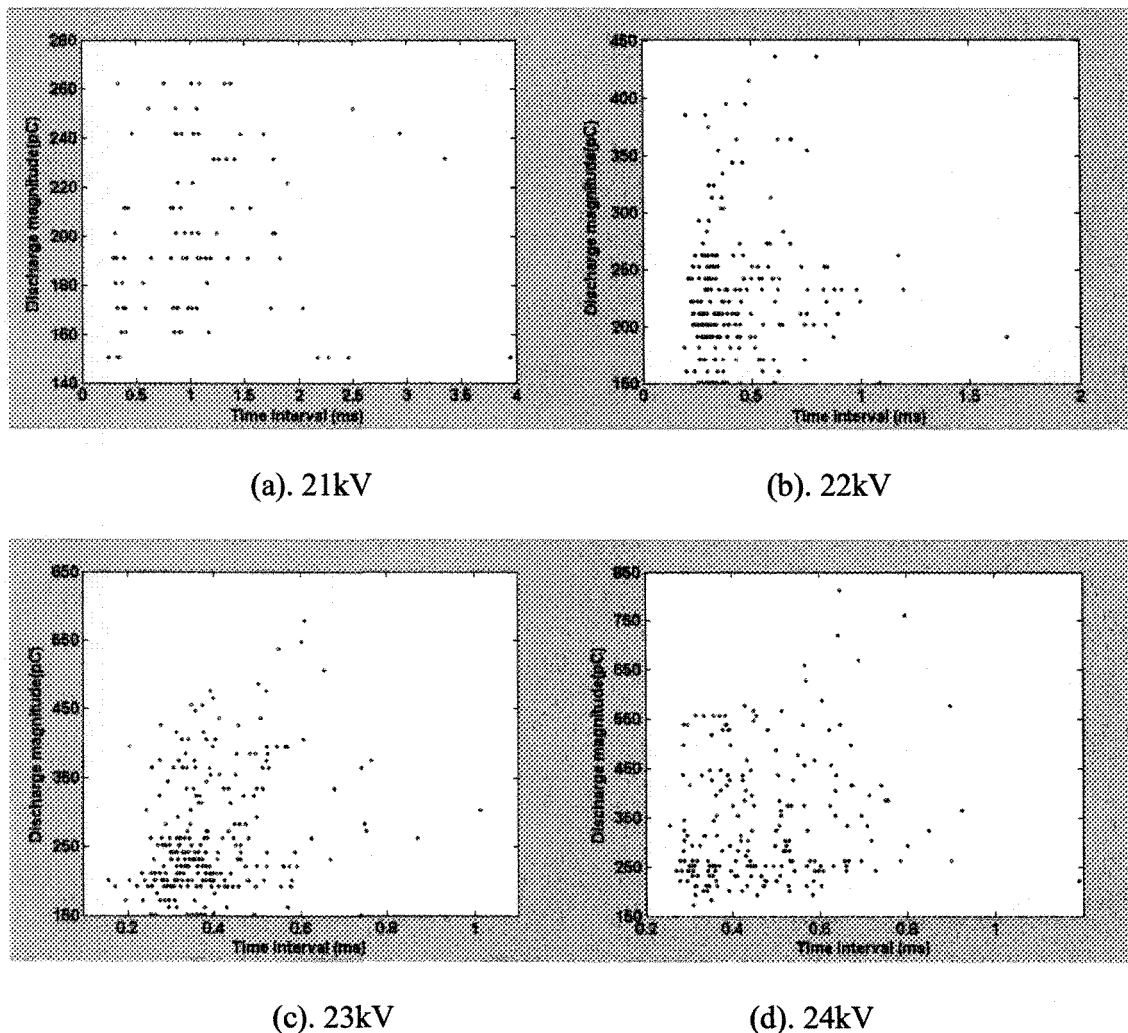 280
260
240
220
200
180
160
140
Discharge magnitude(pC)
0 0.5 1 1.5 2 2.5 3 3.5 4
Time interval (ms)
450
400
350
300
250
200
150
Discharge magnitude(pC)
0 0.5 1 1.5 2
Time interval (ms)
(a). 21kV
(b). 22kV
650
550
450
350
250
150
Discharge magnitude(pC)
0.2 0.4 0.6 0.8 1
Time interval (ms)
850
750
650
550
450
350
250
150
Discharge magnitude(pC)
0.2 0.4 0.6 0.8 1
Time interval (ms)
(c). 23kV
(d). 24kV